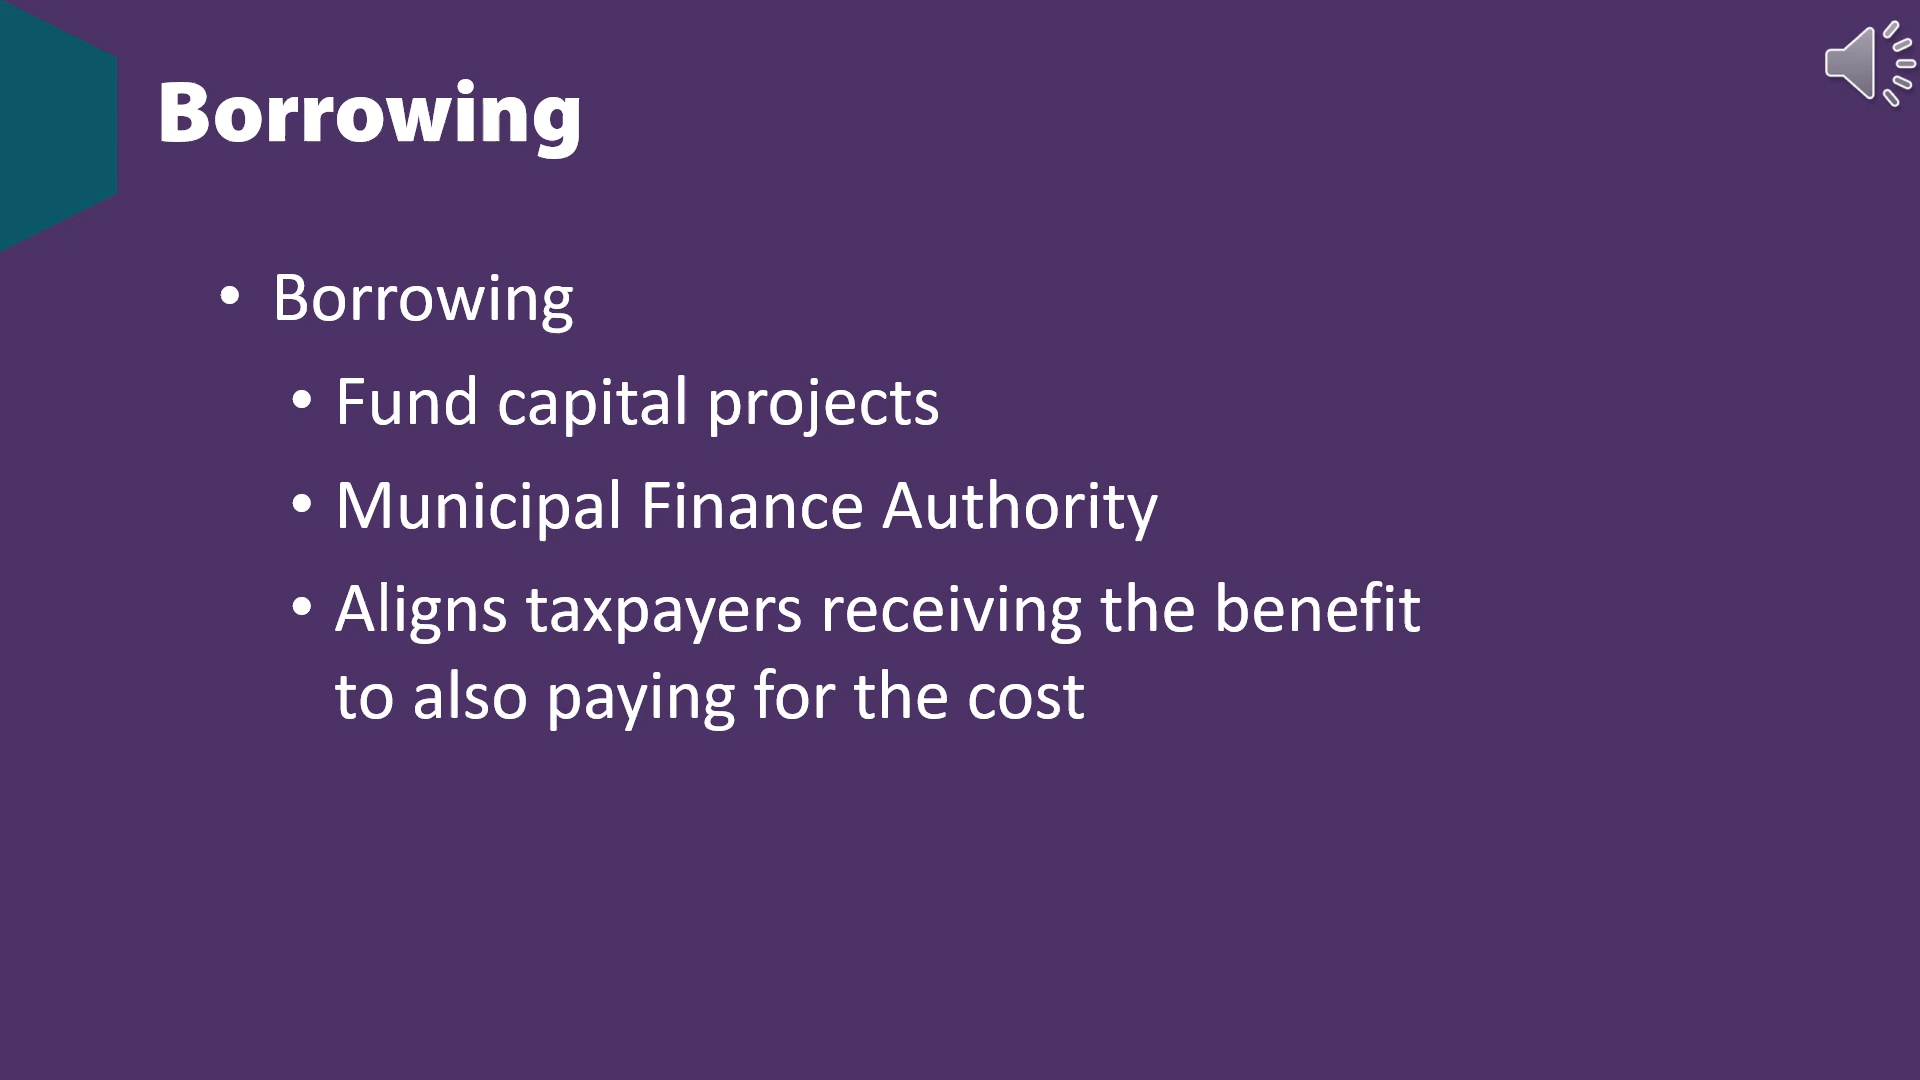 Borrowing
• Borrowing
• Fund capital projects
• Municipal Finance Authority
• Aligns taxpayers receiving the benefit
to also paying for the cost